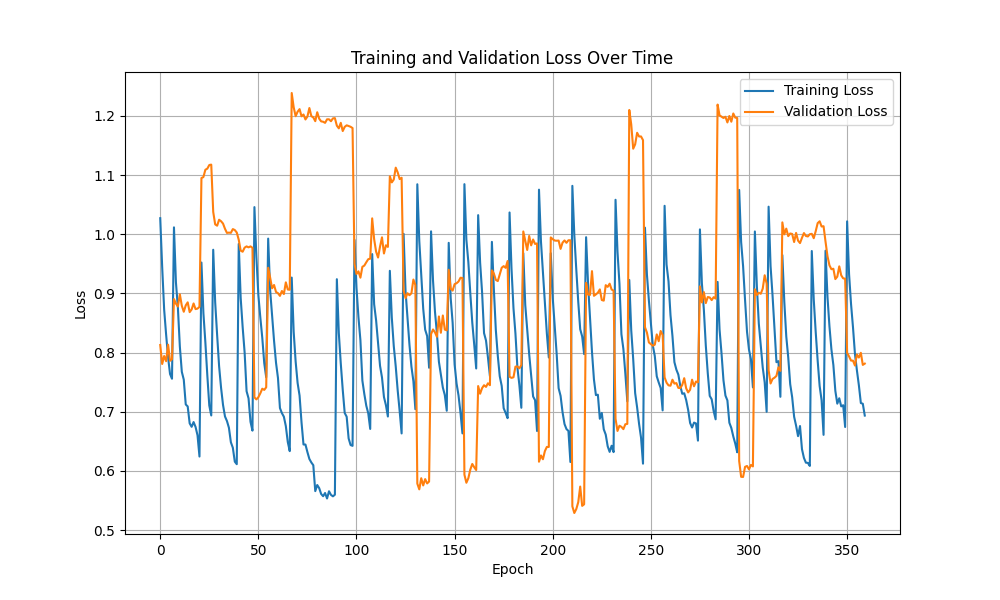 Training and Validation Loss Over Time
Training Loss
Validation Loss
1.2
1.1
1.0
0.9
0.8
0.7
0.6
0.5
Loss
0 50 100 150 200 250 300 350
Epoch